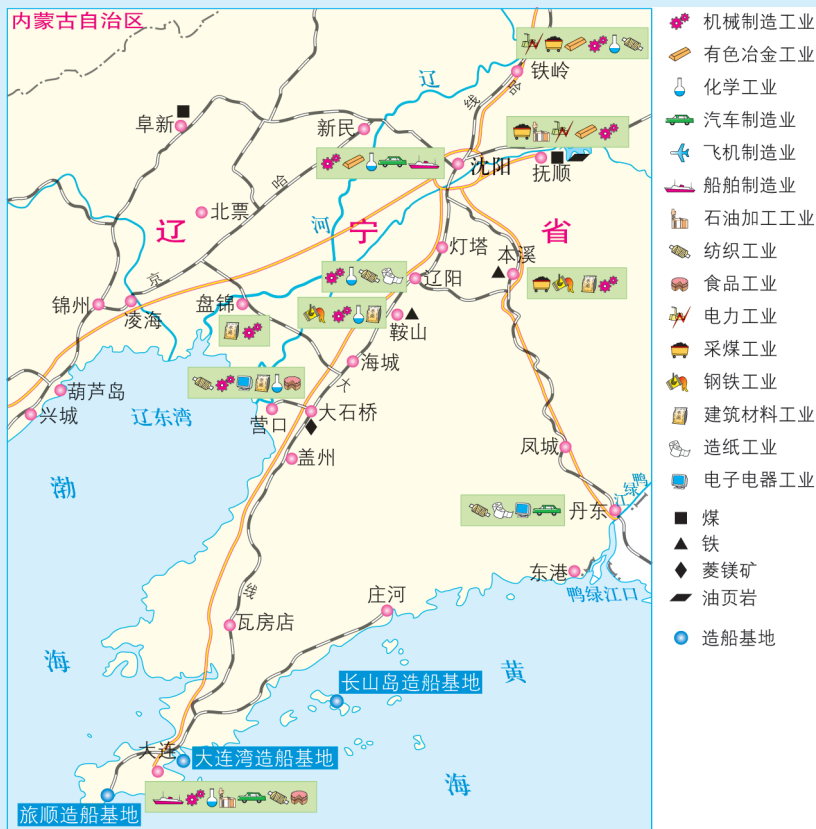 内蒙古自治区
铁岭
辽
线
哈
阜新
新民
沈阳
抚顺
哈
北票
辽 宁 省
河
灯塔
本溪
辽阳
京
锦州
凌海
盘锦
鞍山
海城
大
葫芦岛
兴城
辽东湾
营口
大石桥
盖州
凤城
渤
鸭绿江
丹东
东港
鸭绿江口
线
庄河
瓦房店
海
黄
长山岛造船基地
大连
大连湾造船基地
海
旅顺造船基地
机械制造工业
有色冶金工业
化学工业
汽车制造业
飞机制造业
船舶制造业
石油加工工业
纺织工业
食品工业
电力工业
采煤工业
钢铁工业
建筑材料工业
造纸工业
电子电器工业
煤
铁
菱镁矿
油页岩
造船基地